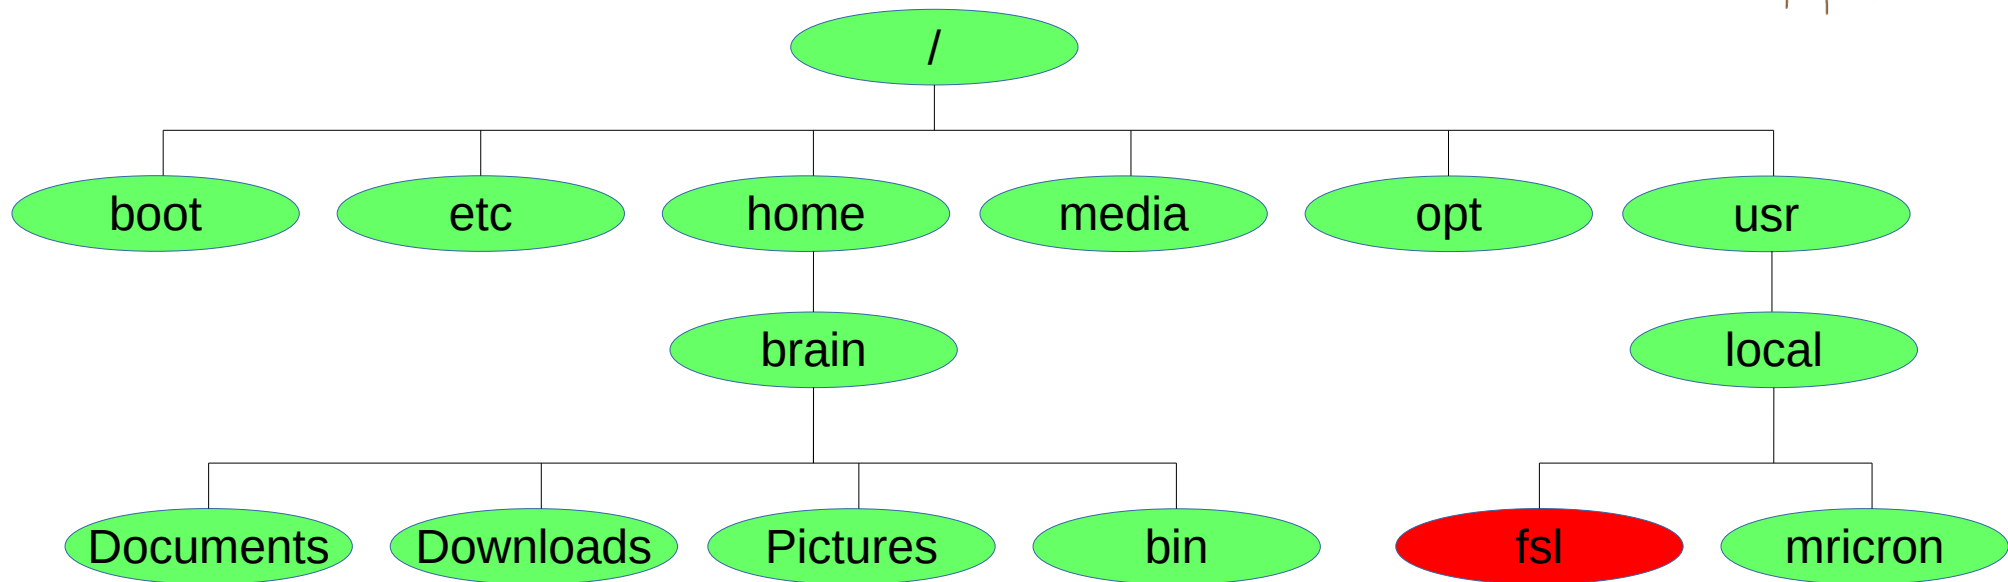 /
boot etc home media opt usr
brain local
Documents Downloads Pictures bin fsl mricron